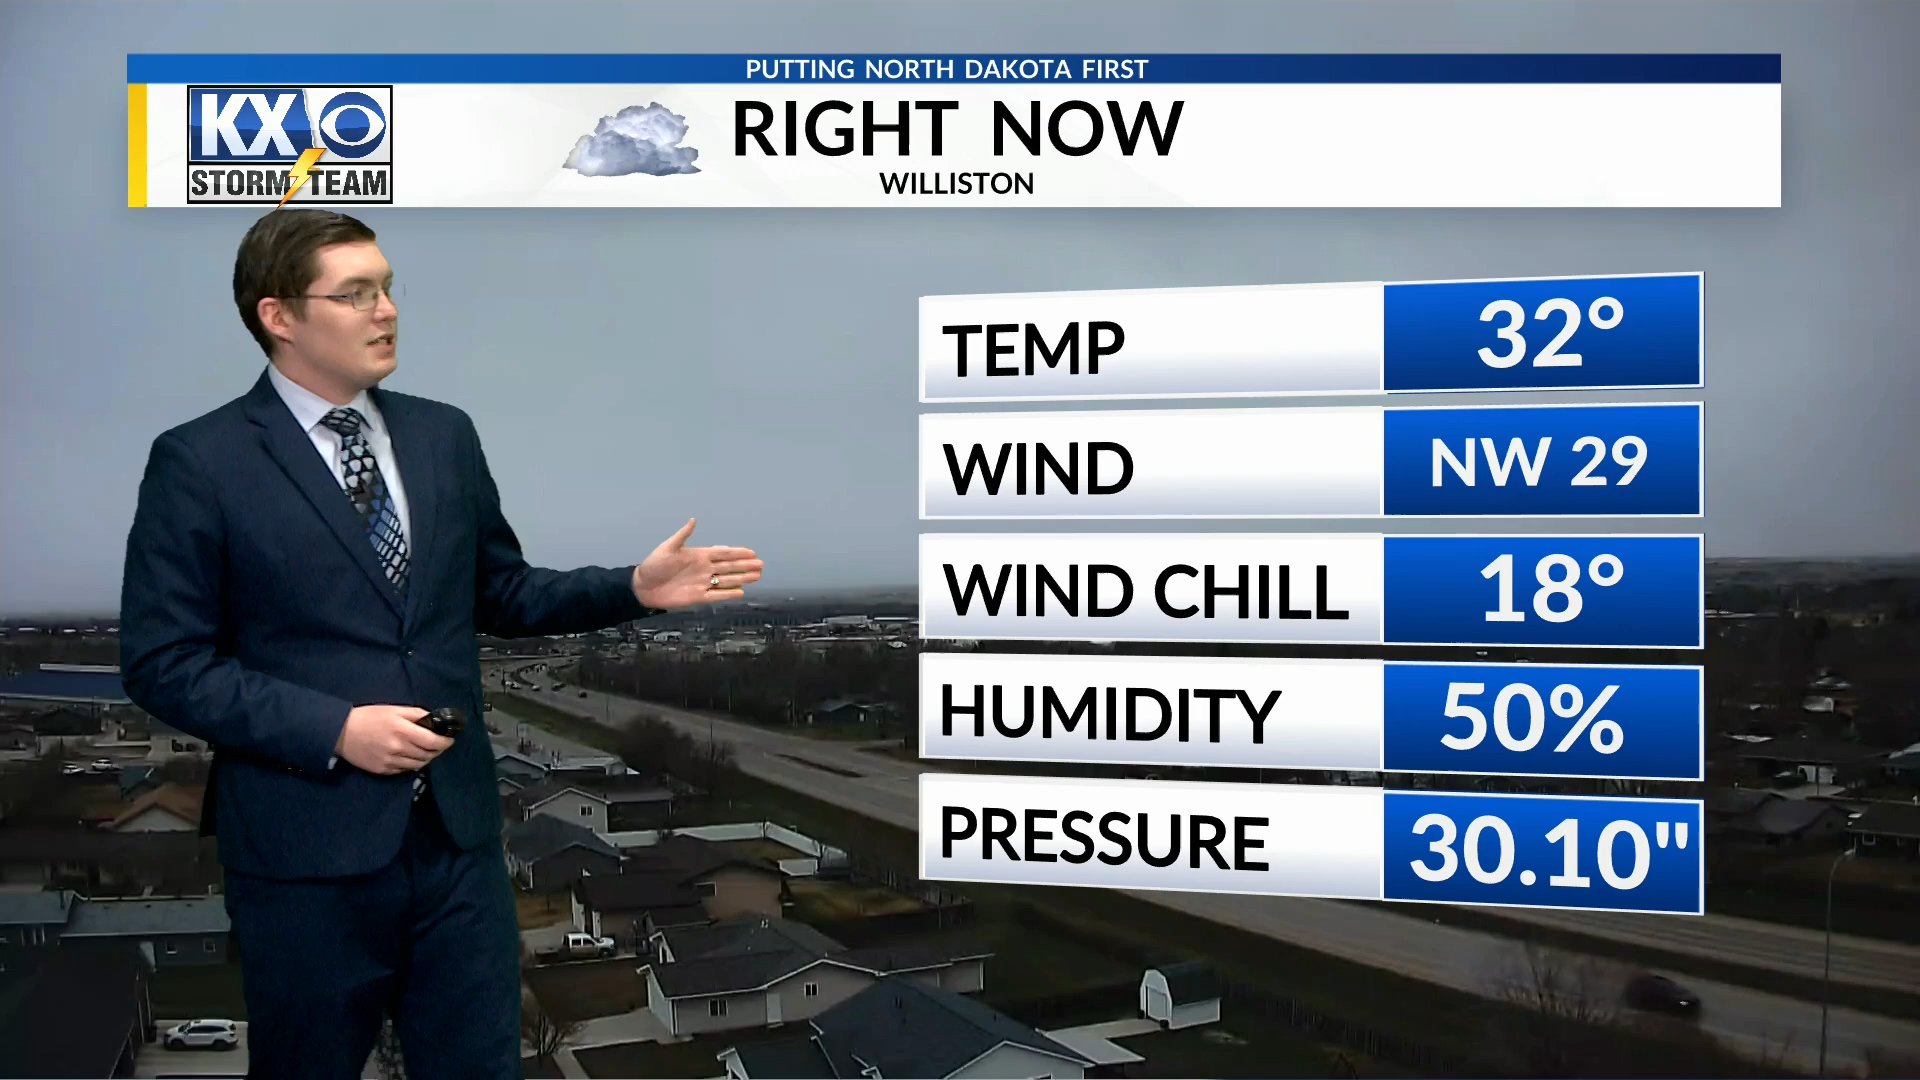 PUTTING NORTH DAKOTA FIRST
KX
STORM TEAM
RIGHT NOW
WILLISTON
TEMP 32°
WIND NW 29
WIND CHILL 18°
HUMIDITY 50%
PRESSURE 30.10"